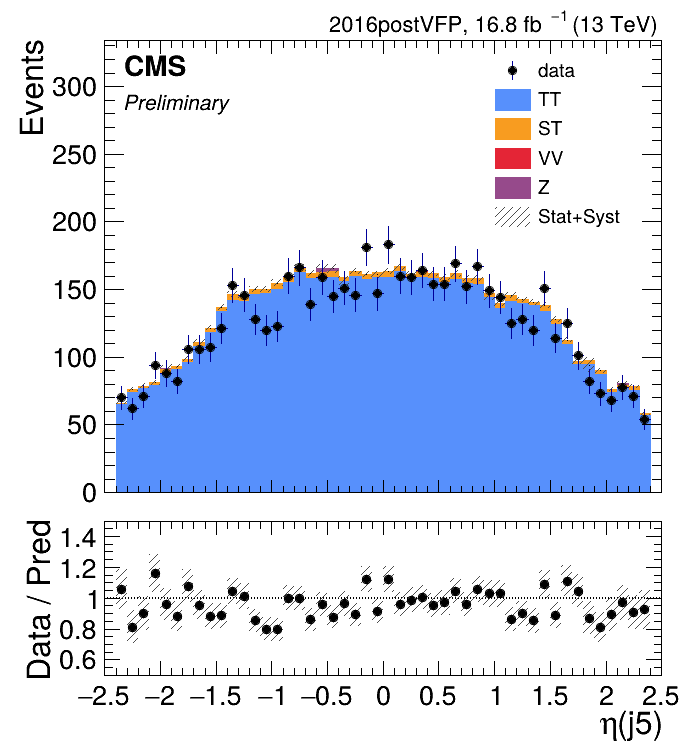 2016postVFP, 16.8 fb⁻¹ (13 TeV)
CMS
Preliminary
Events
300
250
200
150
100
50
0
data
TT
ST
VV
Z
Stat+Syst
Data / Pred
1.4
1.2
1
0.8
0.6
−2.5 −2 −1.5 −1 −0.5 0 0.5 1 1.5 2 2.5
η(j5)